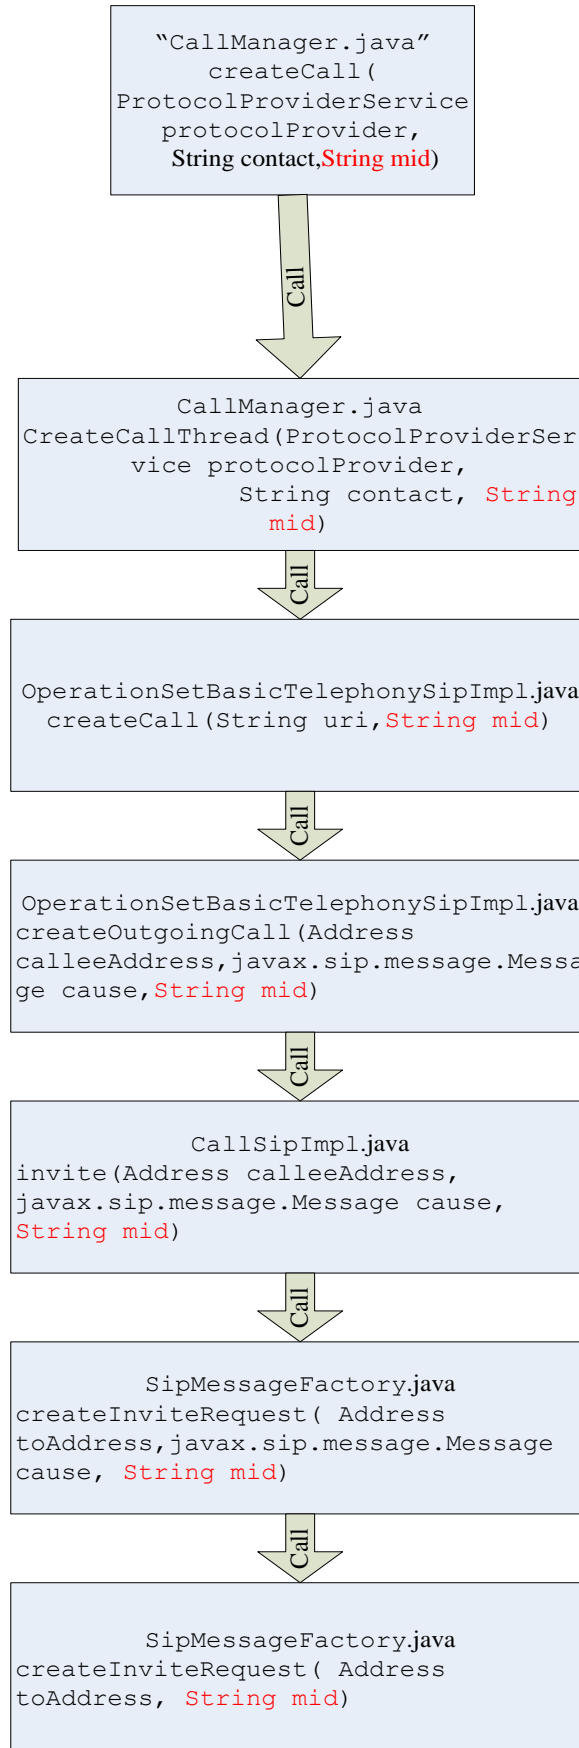 “CallManager.java”
createCall(
ProtocolProviderService
protocolProvider,
String contact,String mid)
Call
CallManager.java
CreateCallThread(ProtocolProviderSer
vice protocolProvider,
String contact, String
mid)
Call
OperationSetBasicTelephonySipImpl.java
createCall(String uri,String mid)
Call
OperationSetBasicTelephonySipImpl.java
createOutgoingCall(Address
calleeAddress,javax.sip.message.Messa
ge cause,String mid)
Call
CallSipImpl.java
invite(Address calleeAddress,
javax.sip.message.Message cause,
String mid)
Call
SipMessageFactory.java
createInviteRequest( Address
toAddress,javax.sip.message.Message
cause, String mid)
Call
SipMessageFactory.java
createInviteRequest( Address
toAddress, String mid)